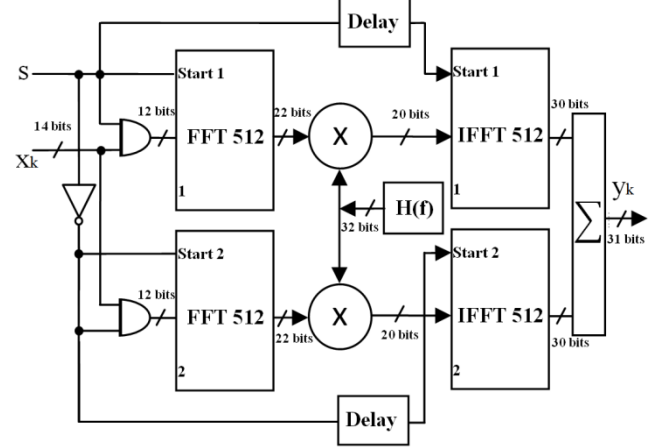 Delay
S
Start 1
Start 1
12 bits
22 bits
20 bits
30 bits
14 bits
FFT 512
X
IFFT 512
Xk
1
1
yk
H(f)
32 bits
∑
31 bits
Start 2
Start 2
12 bits
FFT 512
X
IFFT 512
22 bits
20 bits
30 bits
2
2
Delay